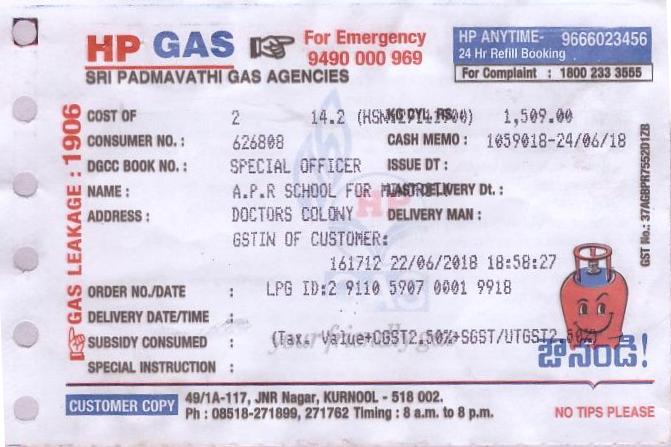 HP GAS For Emergency 9490 000 969
SRI PADMAVATHI GAS AGENCIES
HP ANYTIME- 9666023456
24 Hr Refill Booking
For Complaint : 1800 233 3555
GAS LEAKAGE : 1906
COST OF 2 14.2 KG CYL. RS. 1,509.00
CONSUMER NO. : 626808 CASH MEMO : 1059018-24/06/18
DGCC BOOK NO. : SPECIAL OFFICER ISSUE DT :
NAME : A.P.R SCHOOL FOR LAST DELIVERY Dt. :
ADDRESS : DOCTORS COLONY DELIVERY MAN :
GSTIN OF CUSTOMER:
161712 22/06/2018 18:58:27
ORDER NO./DATE : LPG ID:2 9110 5907 0001 9918
DELIVERY DATE/TIME :
SUBSIDY CONSUMED : (Tax. Value+CGST2.50%+SGST/UTGST2.50%)
SPECIAL INSTRUCTION :
HP
your friendly gas
GST No.: 37AGBPR7552D1ZB
ఔనండి!
CUSTOMER COPY 49/1A-117, JNR Nagar, KURNOOL - 518 002.
Ph : 08518-271899, 271762 Timing : 8 a.m. to 8 p.m.
NO TIPS PLEASE